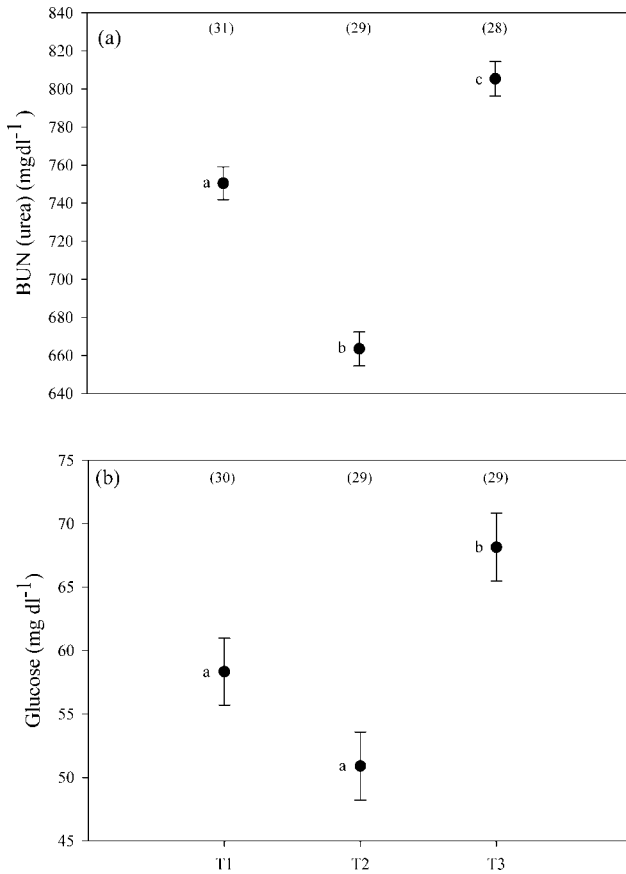 (a)
(31) (29) (28)
840
820
800
780
760
740
720
700
680
660
640
BUN (urea) (mgdl⁻¹)
a
b
c
(b)
(30) (29) (29)
75
70
65
60
55
50
45
Glucose (mg dl⁻¹)
a
a
b
T1 T2 T3